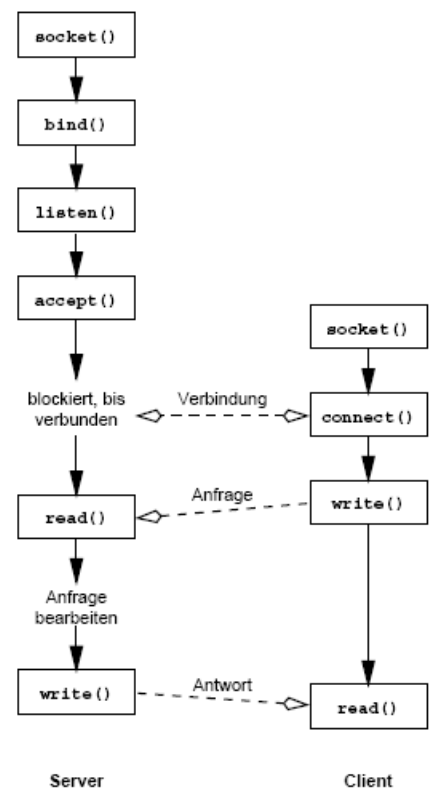 socket()
bind()
listen()
accept()
socket()
blockiert, bis
verbunden
Verbindung
connect()
Anfrage
write()
read()
Anfrage
bearbeiten
write()
Antwort
read()
Server
Client